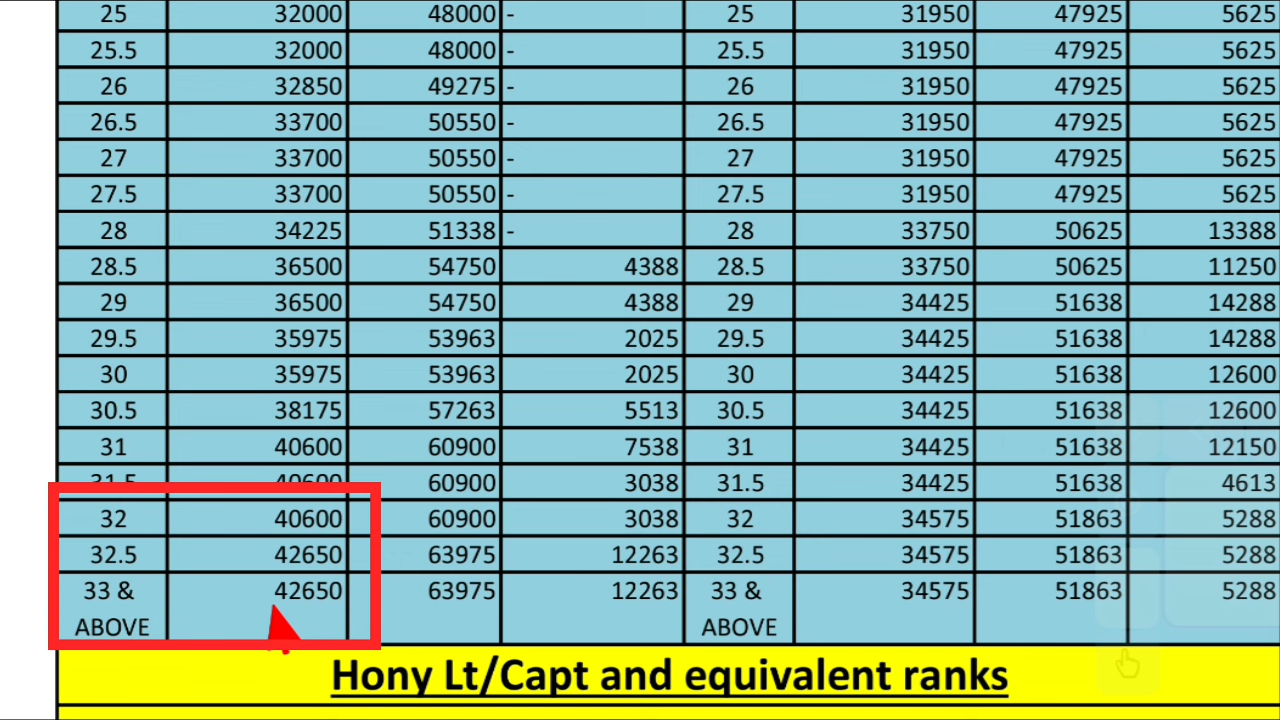 25 32000 48000 - 25 31950 47925 5625
25.5 32000 48000 - 25.5 31950 47925 5625
26 32850 49275 - 26 31950 47925 5625
26.5 33700 50550 - 26.5 31950 47925 5625
27 33700 50550 - 27 31950 47925 5625
27.5 33700 50550 - 27.5 31950 47925 5625
28 34225 51338 - 28 33750 50625 13388
28.5 36500 54750 4388 28.5 33750 50625 11250
29 36500 54750 4388 29 34425 51638 14288
29.5 35975 53963 2025 29.5 34425 51638 14288
30 35975 53963 2025 30 34425 51638 12600
30.5 38175 57263 5513 30.5 34425 51638 12600
31 40600 60900 7538 31 34425 51638 12150
31.5 40600 60900 3038 31.5 34425 51638 4613
32 40600 60900 3038 32 34575 51863 5288
32.5 42650 63975 12263 32.5 34575 51863 5288
33 & 42650 63975 12263 33 & 34575 51863 5288
ABOVE ABOVE
Hony Lt/Capt and equivalent ranks